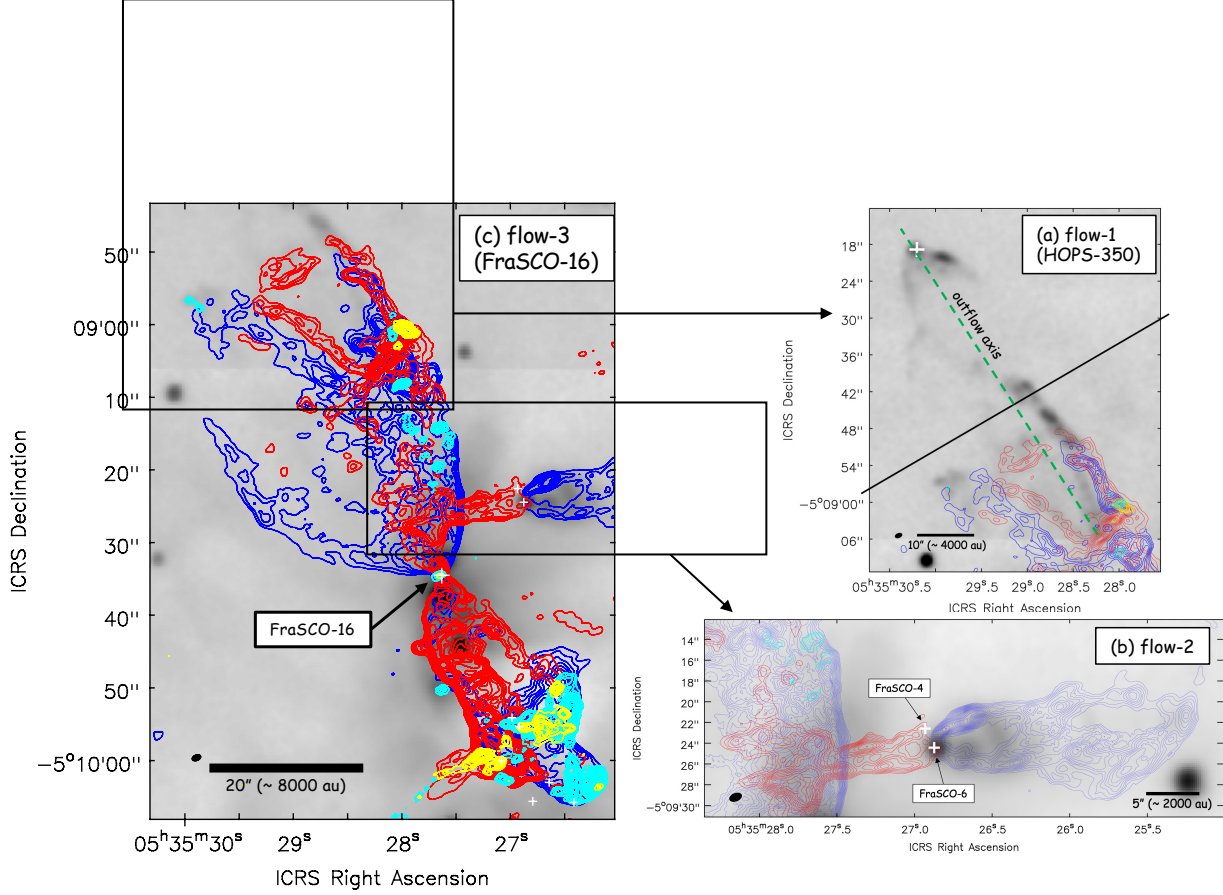 (c) flow-3
(FraSCO-16)
50"
09'00"
10"
20"
30"
40"
50"
−5°10'00"
ICRS Declination
FraSCO-16
20" (~ 8000 au)
05ʰ35ᵐ30ˢ
29ˢ
28ˢ
27ˢ
ICRS Right Ascension
(a) flow-1
(HOPS-350)
18"
24"
30"
36"
42"
48"
54"
−5°09'00"
06"
ICRS Declination
outflow axis
10" (~ 4000 au)
05ʰ35ᵐ30ˢ.5
29ˢ.5
29ˢ.0
28ˢ.5
28ˢ.0
ICRS Right Ascension
(b) flow-2
14"
16"
18"
20"
22"
24"
26"
28"
−5°09'30"
ICRS Declination
FraSCO-4
FraSCO-6
5" (~ 2000 au)
05ʰ35ᵐ28ˢ.0
27ˢ.5
27ˢ.0
26ˢ.5
26ˢ.0
25ˢ.5
ICRS Right Ascension